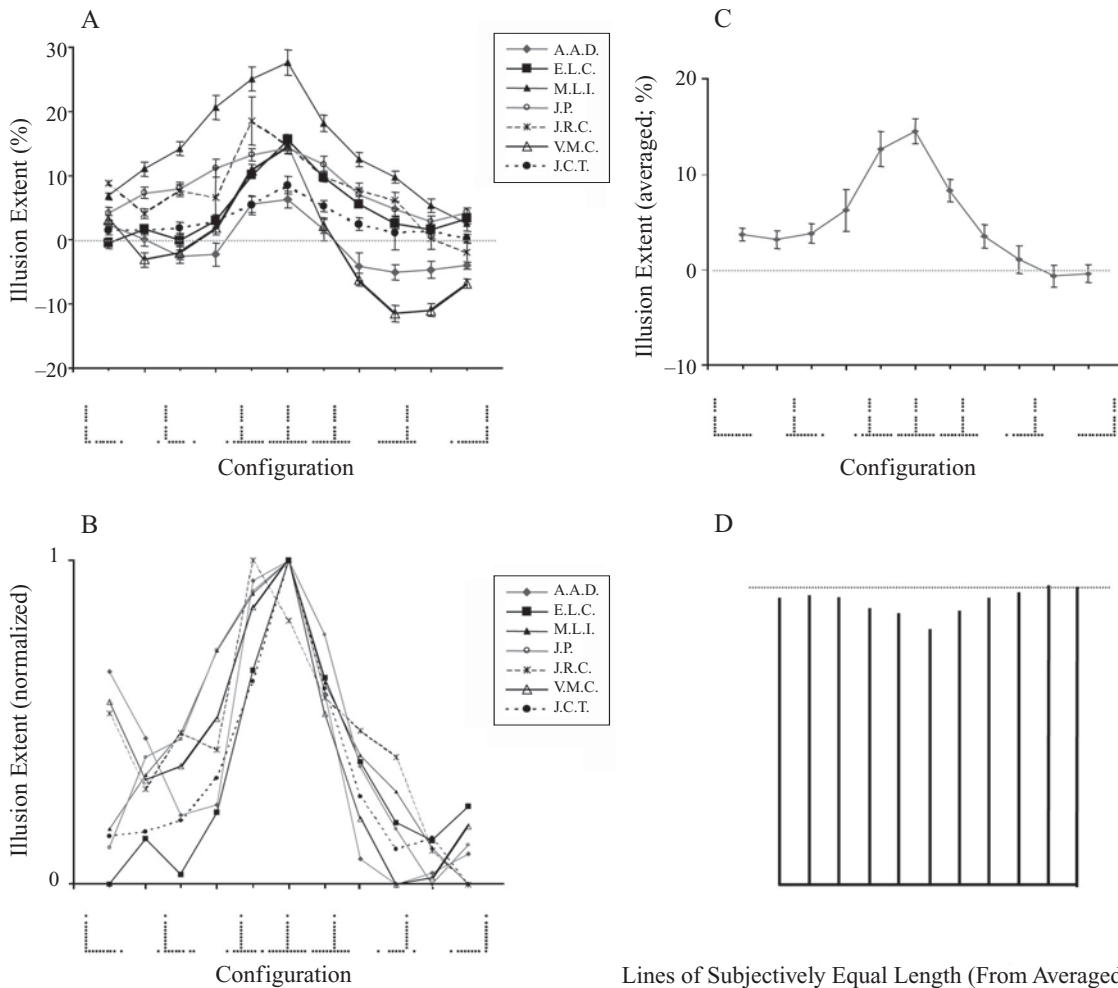 A
Illusion Extent (%)
30
20
10
0
–10
–20
A.A.D.
E.L.C.
M.L.I.
J.P.
J.R.C.
V.M.C.
J.C.T.
Configuration
C
Illusion Extent (averaged; %)
20
10
0
–10
Configuration
B
Illusion Extent (normalized)
1
0
A.A.D.
E.L.C.
M.L.I.
J.P.
J.R.C.
V.M.C.
J.C.T.
Configuration
D
Lines of Subjectively Equal Length (From Averaged